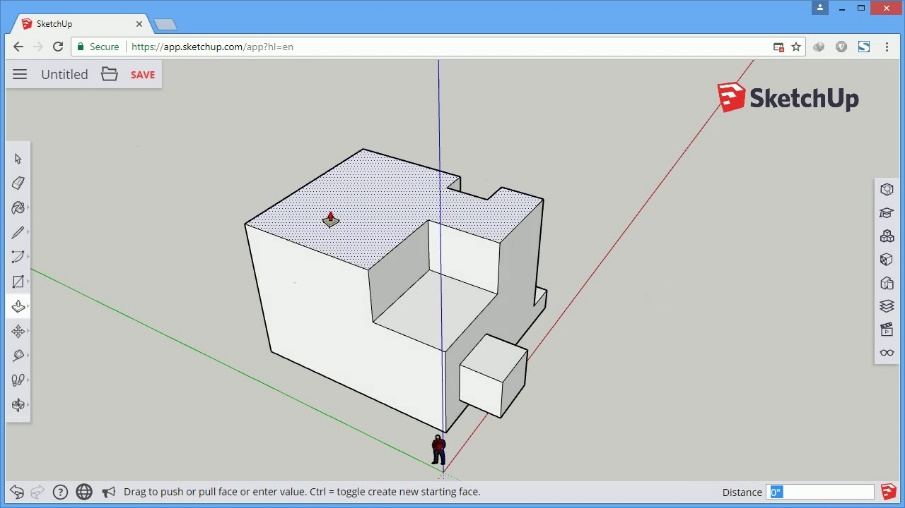 SketchUp
Secure https://app.sketchup.com/app?hl=en
Untitled SAVE
SketchUp
Drag to push or pull face or enter value. Ctrl = toggle create new starting face.
Distance 0"